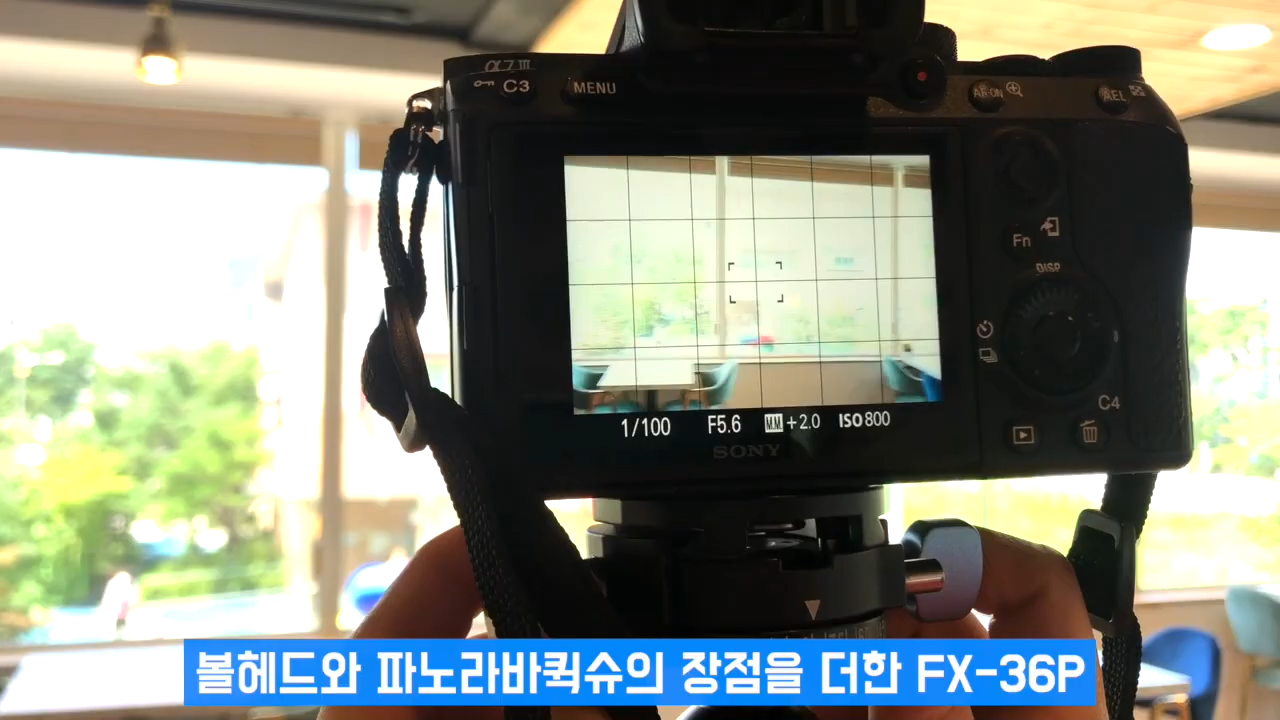 α7III
C3
MENU
AF-ON
AEL
Fn
DISP
1/100 F5.6 M.M. +2.0 ISO 800
SONY
C4
볼헤드와 파노라바퀵슈의 장점을 더한 FX-36P